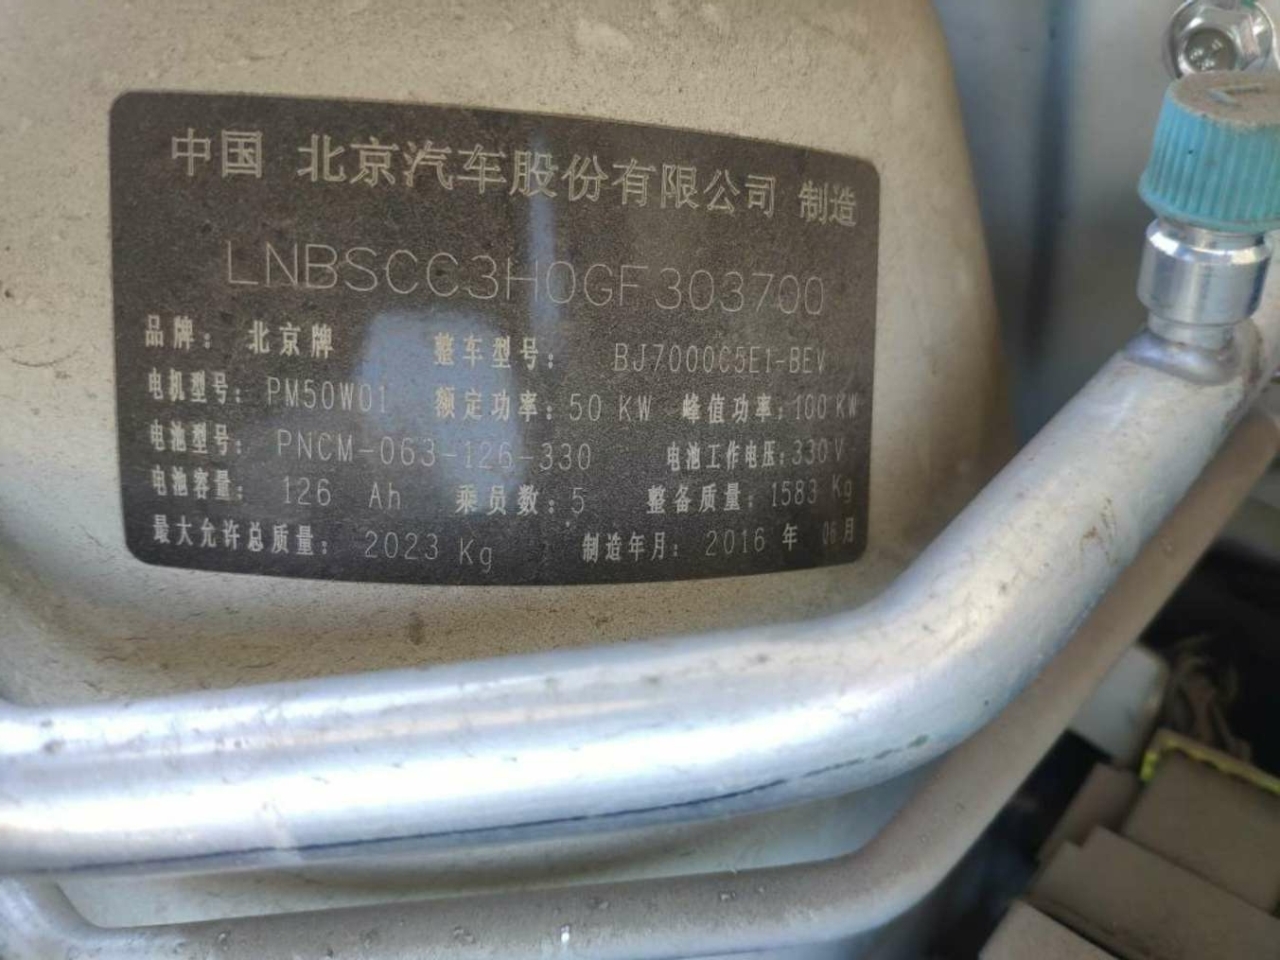 中国 北京汽车股份有限公司 制造
LNBSCC3H0GF303700
品牌： 北京牌 整车型号： BJ7000C5E1-BEV
电机型号：PM50W01 额定功率：50 KW 峰值功率：100 KW
电池型号： PNCM-063-126-330 电池工作电压：330V
电池容量： 126 Ah 乘员数：5 整备质量：1583 Kg
最大允许总质量： 2023 Kg 制造年月： 2016 年 06月